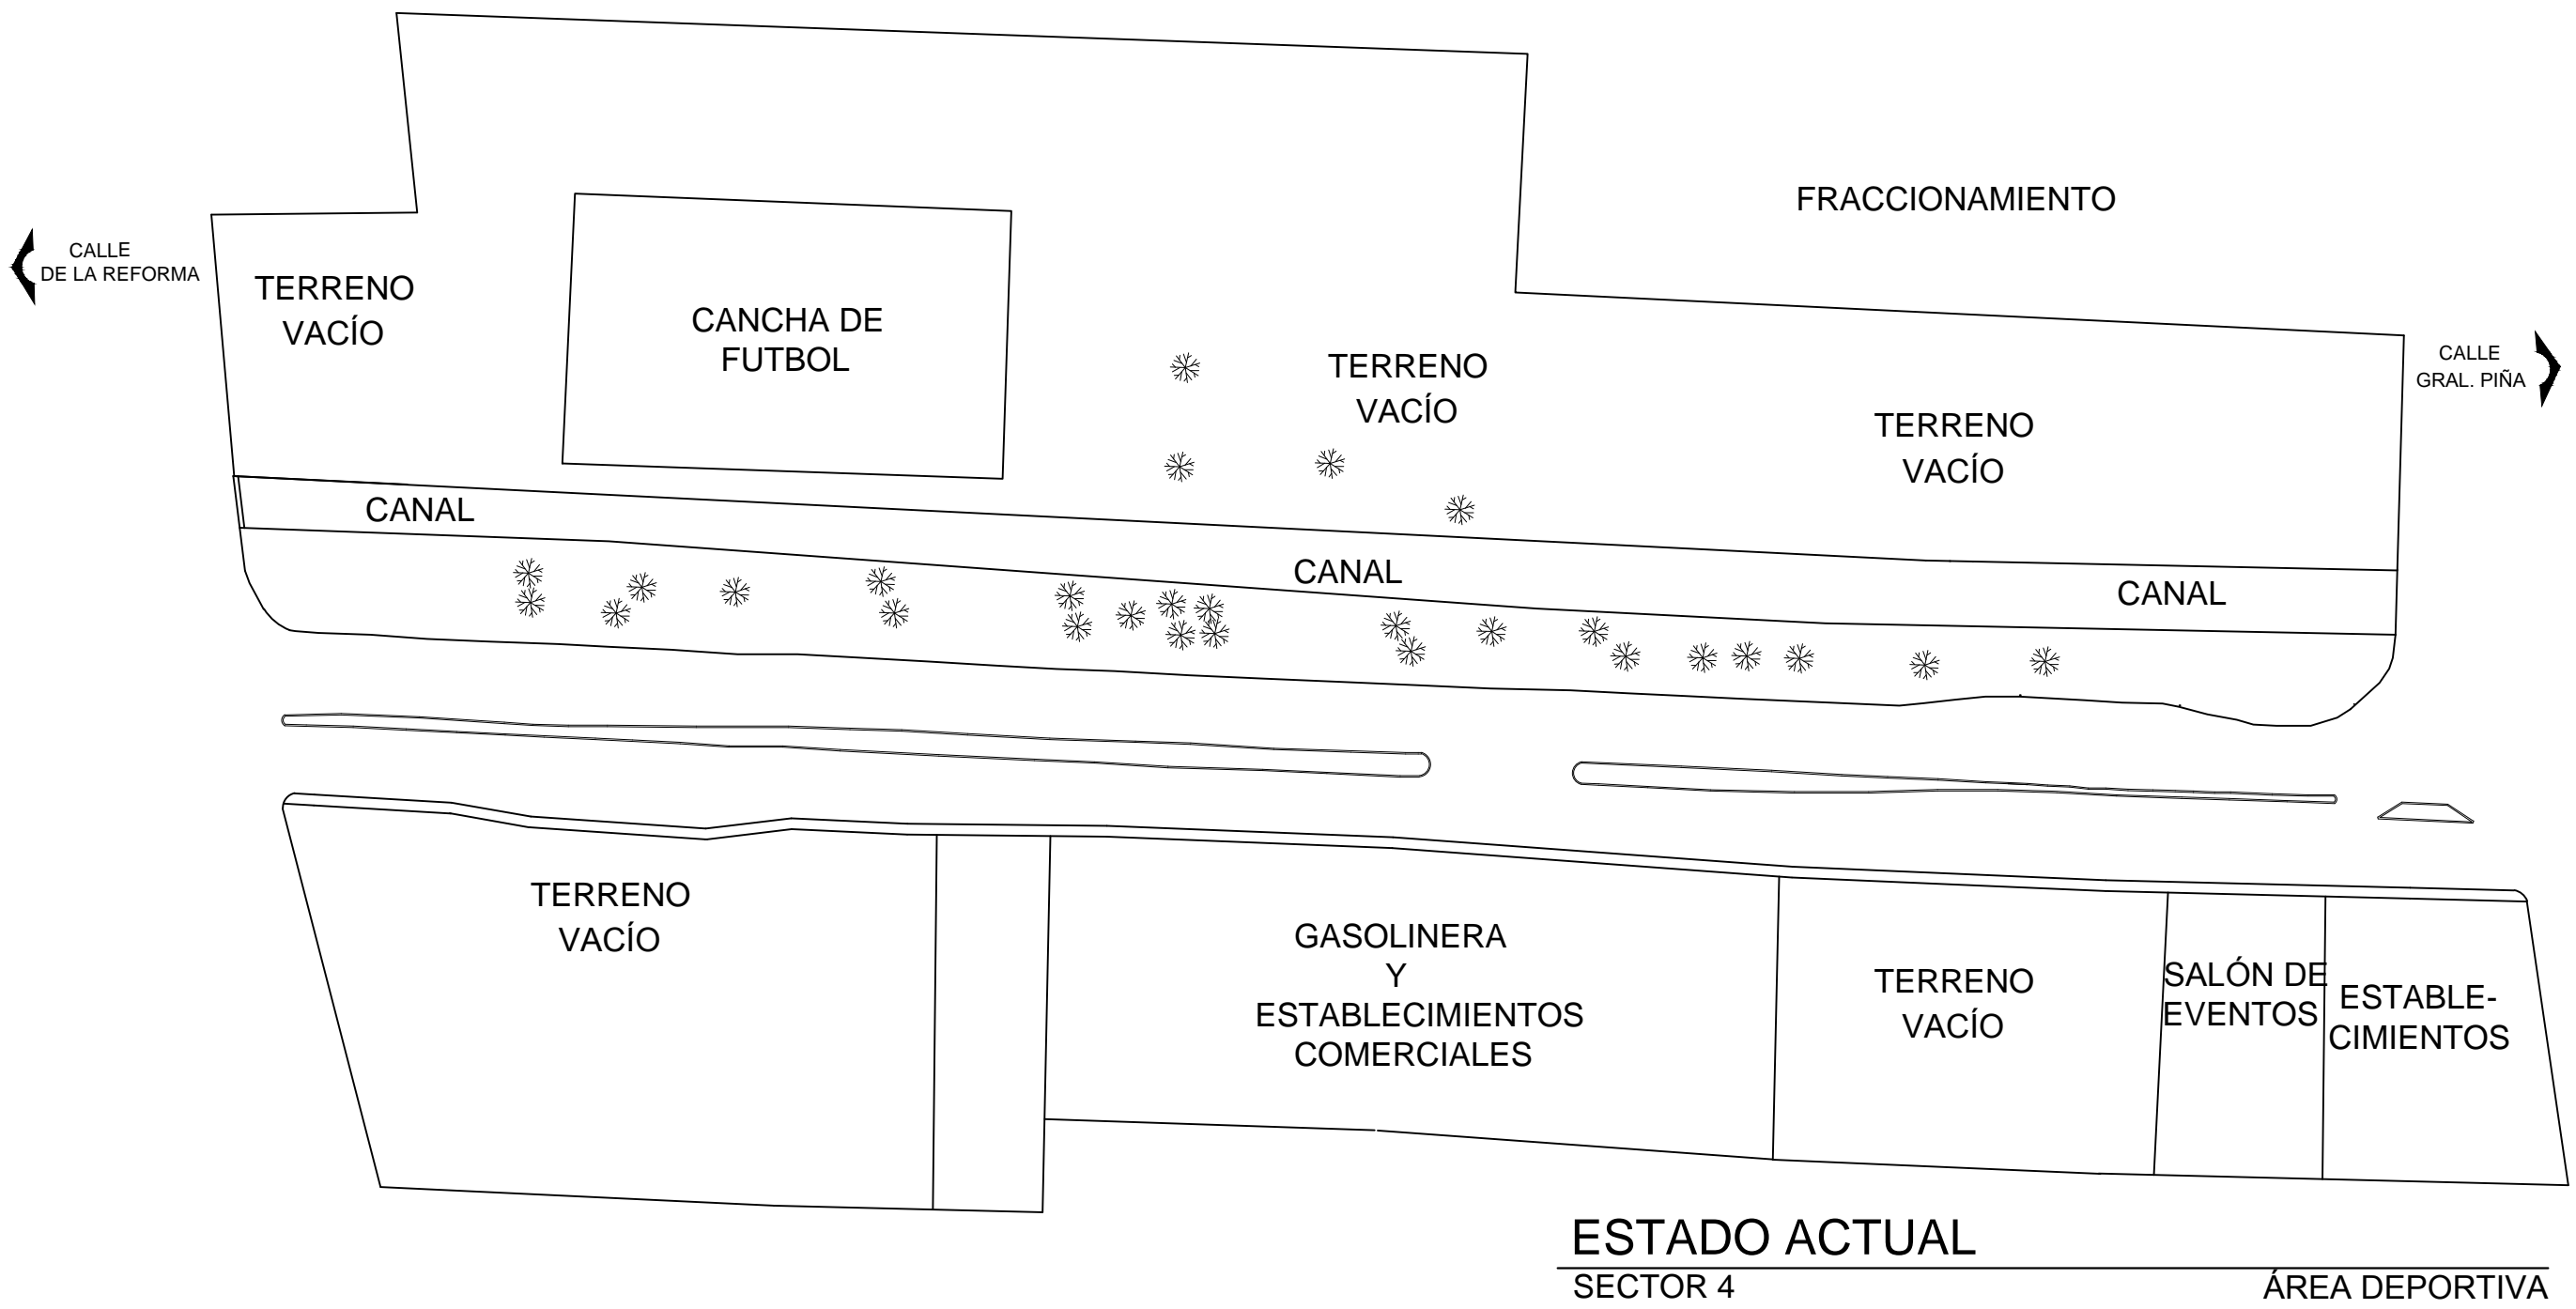 FRACCIONAMIENTO
CALLE
DE LA REFORMA
TERRENO
VACÍO
CANCHA DE
FUTBOL
TERRENO
VACÍO
CALLE
GRAL. PIÑA
TERRENO
VACÍO
CANAL
CANAL
CANAL
TERRENO
VACÍO
GASOLINERA
Y
ESTABLECIMIENTOS
COMERCIALES
TERRENO
VACÍO
SALÓN DE
EVENTOS
ESTABLE-
CIMIENTOS
ESTADO ACTUAL
SECTOR 4
ÁREA DEPORTIVA